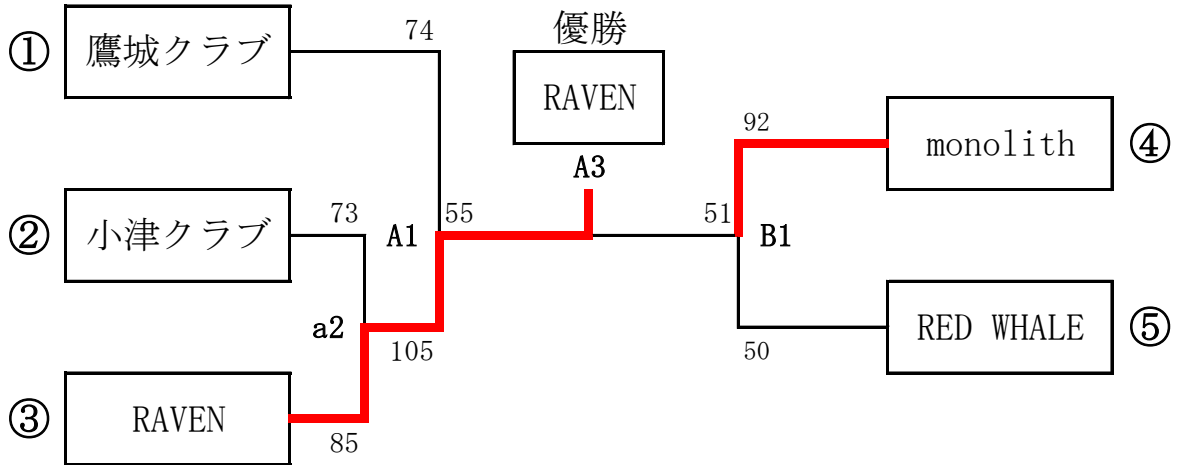 74
優勝
① 鷹城クラブ
RAVEN
92
monolith ④
A3
② 小津クラブ
73
A1
55
51
B1
a2
105
RED WHALE ⑤
50
③ RAVEN
85